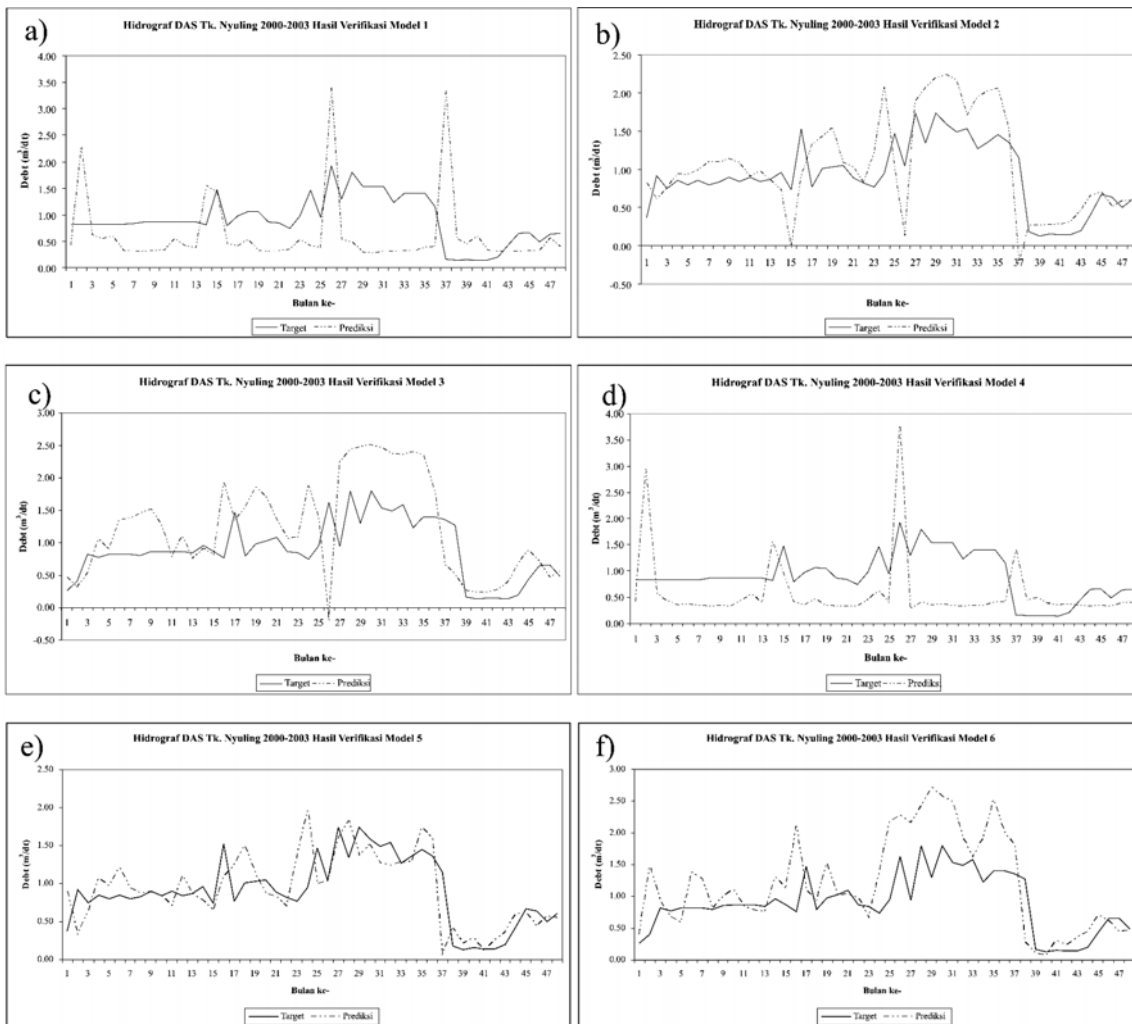 a)
Hidrograf DAS Tk. Nyuling 2000-2003 Hasil Verifikasi Model 1
Debt (m³/dt)
4.00
3.50
3.00
2.50
2.00
1.50
1.00
0.50
0.00
1 3 5 7 9 11 13 15 17 19 21 23 25 27 29 31 33 35 37 39 41 43 45 47
Bulan ke-
Target Prediksi
b)
Hidrograf DAS Tk. Nyuling 2000-2003 Hasil Verifikasi Model 2
Debt (m³/dt)
2.50
2.00
1.50
1.00
0.50
0.00
-0.50
1 3 5 7 9 11 13 15 17 19 21 23 25 27 29 31 33 35 37 39 41 43 45 47
Bulan ke-
Target Prediksi
c)
Hidrograf DAS Tk. Nyuling 2000-2003 Hasil Verifikasi Model 3
Debt (m³/dt)
3.00
2.50
2.00
1.50
1.00
0.50
0.00
-0.50
1 3 5 7 9 11 13 15 17 19 21 23 25 27 29 31 33 35 37 39 41 43 45 47
Bulan ke-
Target Prediksi
d)
Hidrograf DAS Tk. Nyuling 2000-2003 Hasil Verifikasi Model 4
Debt (m³/dt)
4.00
3.50
3.00
2.50
2.00
1.50
1.00
0.50
0.00
1 3 5 7 9 11 13 15 17 19 21 23 25 27 29 31 33 35 37 39 41 43 45 47
Bulan ke-
Target Prediksi
e)
Hidrograf DAS Tk. Nyuling 2000-2003 Hasil Verifikasi Model 5
Debt (m³/dt)
2.50
2.00
1.50
1.00
0.50
0.00
1 3 5 7 9 11 13 15 17 19 21 23 25 27 29 31 33 35 37 39 41 43 45 47
Bulan ke-
Target Prediksi
f)
Hidrograf DAS Tk. Nyuling 2000-2003 Hasil Verifikasi Model 6
Debt (m³/dt)
3.00
2.50
2.00
1.50
1.00
0.50
0.00
1 3 5 7 9 11 13 15 17 19 21 23 25 27 29 31 33 35 37 39 41 43 45 47
Bulan ke-
Target Prediksi